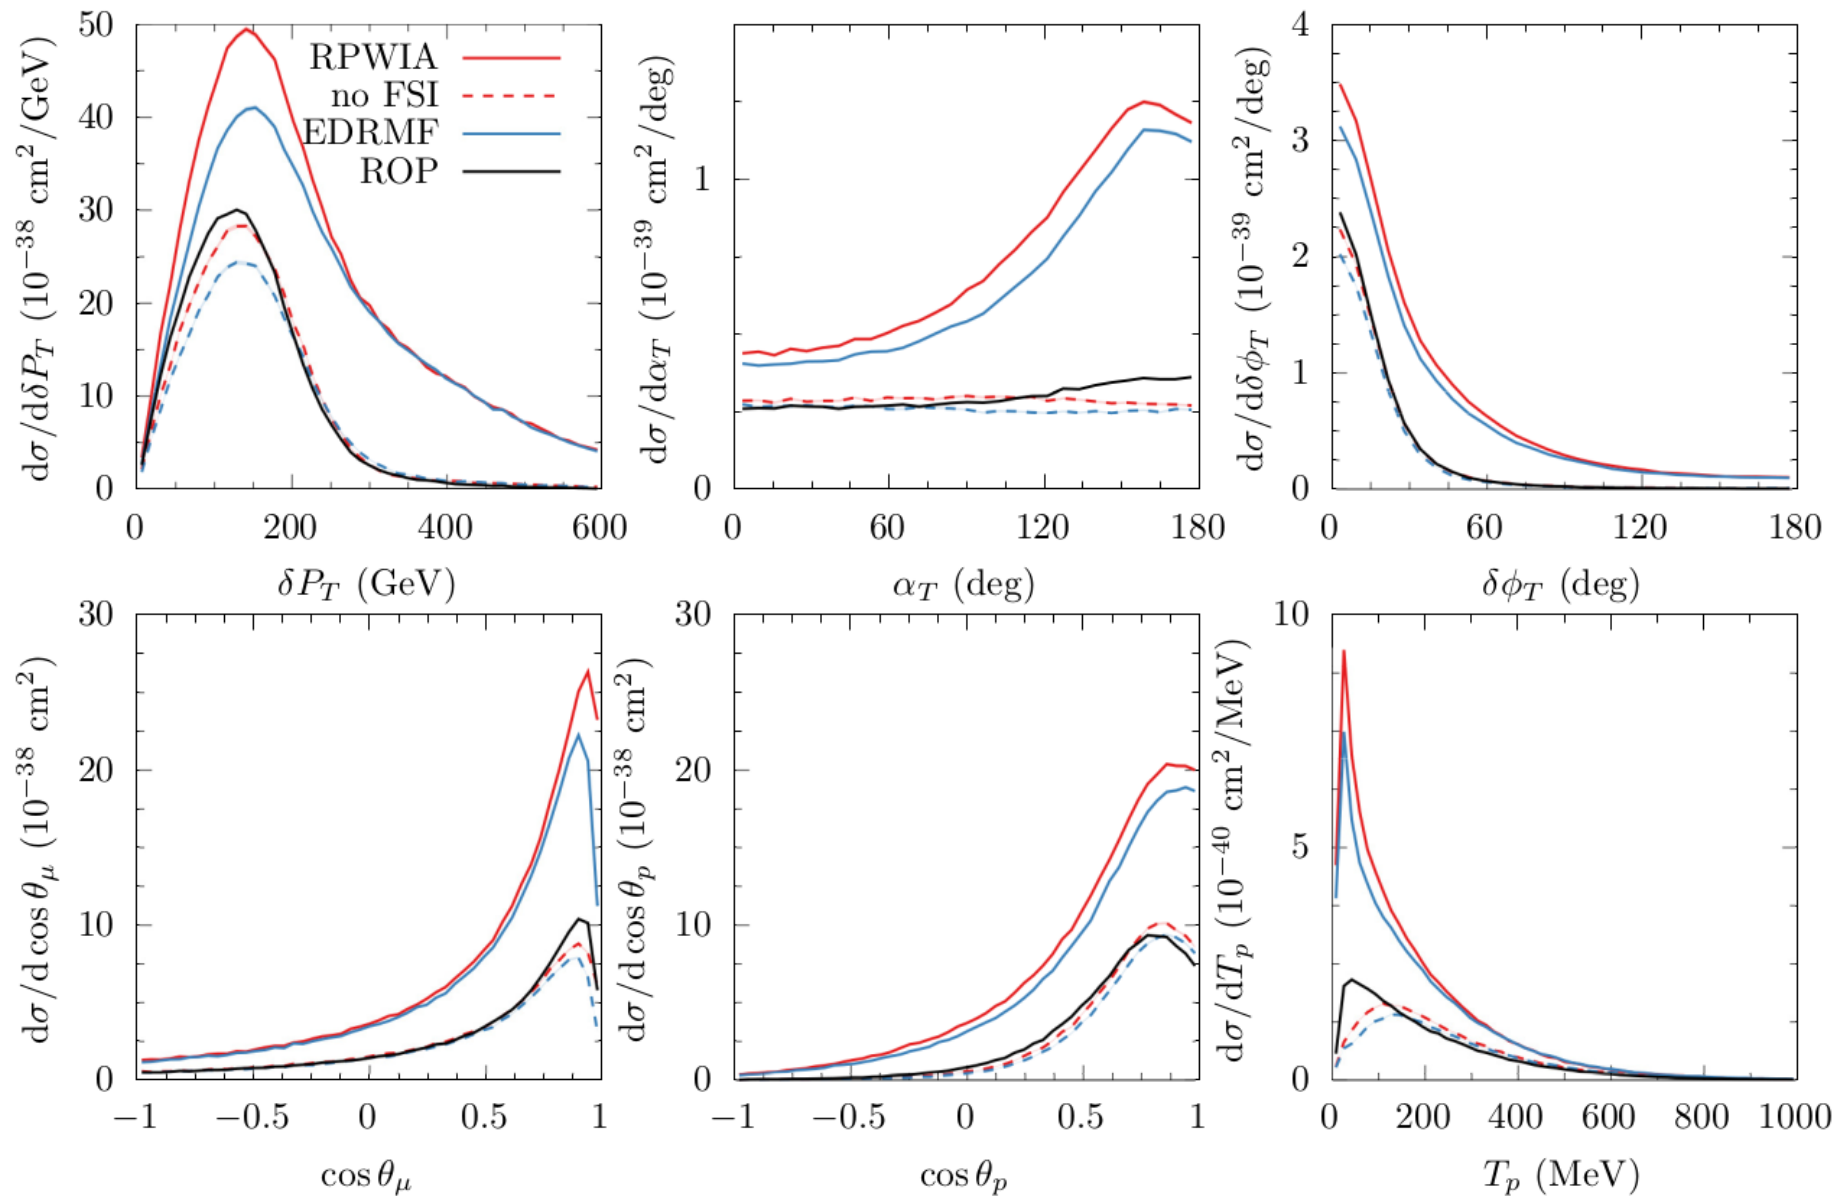 50
40
30
20
10
0
0 200 400 600
dσ/dδP_T (10^−38 cm^2/GeV)
δP_T (GeV)
RPWIA
no FSI
EDRMF
ROP
1
0
0 60 120 180
dσ/dα_T (10^−39 cm^2/deg)
α_T (deg)
4
3
2
1
0
0 60 120 180
dσ/dδϕ_T (10^−39 cm^2/deg)
δϕ_T (deg)
30
20
10
0
−1 −0.5 0 0.5 1
dσ/d cos θ_μ (10^−38 cm^2)
cos θ_μ
30
20
10
0
−1 −0.5 0 0.5 1
dσ/d cos θ_p (10^−38 cm^2)
cos θ_p
10
5
0
0 200 400 600 800 1000
dσ/dT_p (10^−40 cm^2/MeV)
T_p (MeV)